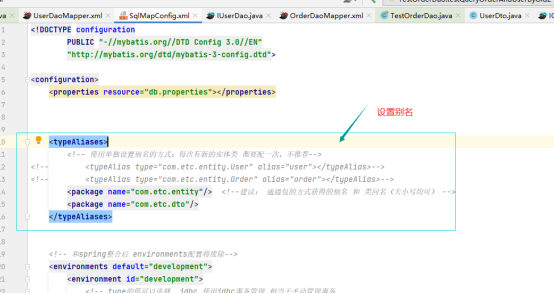 UserDaoMapper.xml SqlMapConfig.xml IUserDao.java OrderDaoMapper.xml TestOrderDao.java UserDto.java
<!DOCTYPE configuration
PUBLIC "-//mybatis.org//DTD Config 3.0//EN"
"http://mybatis.org/dtd/mybatis-3-config.dtd">
<configuration>
<properties resource="db.properties"></properties>
设置别名
<typeAliases>
<!-- 使用单独设置别名的方式:每次有新的实体类 都要配一次,不推荐-->
<!-- <typeAlias type="com.etc.entity.User" alias="user"></typeAlias>-->
<!-- <typeAlias type="com.etc.entity.Order" alias="order"></typeAlias>-->
<package name="com.etc.entity"/> <!--建议: 通过包的方式获得的别名 和 类同名(大小写均可) -->
<package name="com.etc.dto"/>
</typeAliases>
<!-- 和spring整合后 environments配置将废除-->
<environments default="development">
<environment id="development">